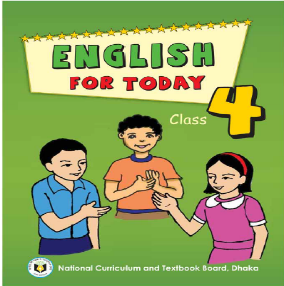 ENGLISH
FOR TODAY
Class 4
National Curriculum and Textbook Board, Dhaka